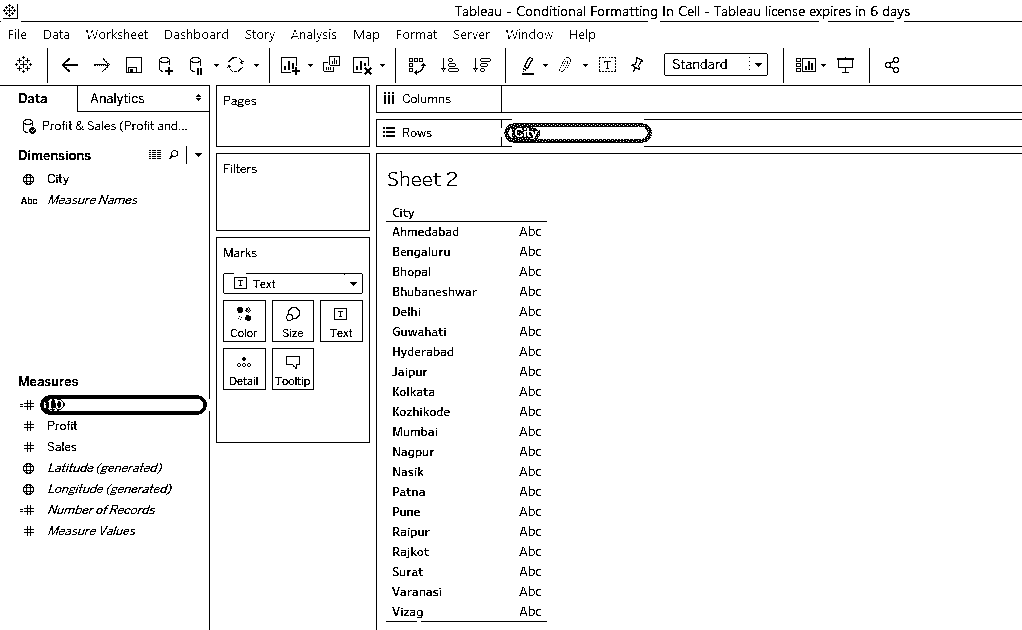 Tableau - Conditional Formatting In Cell - Tableau license expires in 6 days
File Data Worksheet Dashboard Story Analysis Map Format Server Window Help
Standard
Data Analytics
Profit & Sales (Profit and...
Dimensions
City
Abc Measure Names
Measures
Profit
Sales
Latitude (generated)
Longitude (generated)
Number of Records
Measure Values
Pages
Filters
Marks
Text
Color Size Text
Detail Tooltip
Columns
Rows City
Sheet 2
City
Ahmedabad Abc
Bengaluru Abc
Bhopal Abc
Bhubaneshwar Abc
Delhi Abc
Guwahati Abc
Hyderabad Abc
Jaipur Abc
Kolkata Abc
Kozhikode Abc
Mumbai Abc
Nagpur Abc
Nasik Abc
Patna Abc
Pune Abc
Raipur Abc
Rajkot Abc
Surat Abc
Varanasi Abc
Vizag Abc